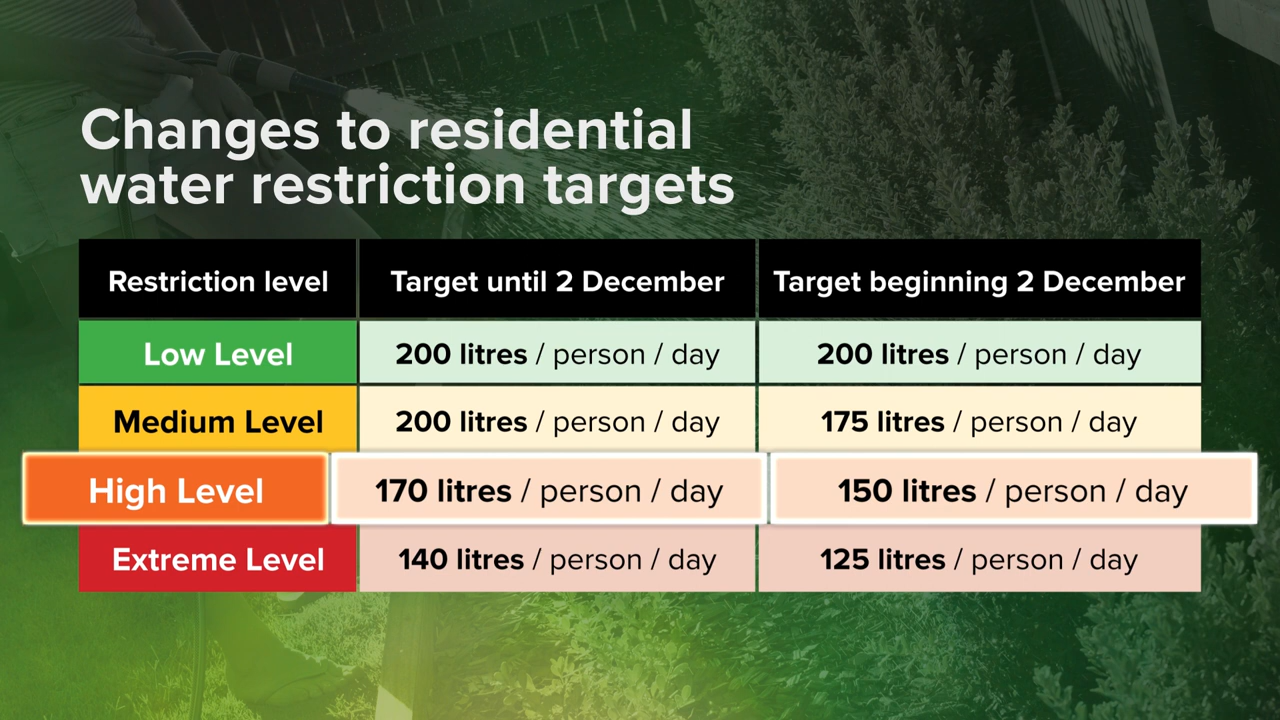 Changes to residential
water restriction targets
Restriction level Target until 2 December Target beginning 2 December
Low Level 200 litres / person / day 200 litres / person / day
Medium Level 200 litres / person / day 175 litres / person / day
High Level 170 litres / person / day 150 litres / person / day
Extreme Level 140 litres / person / day 125 litres / person / day